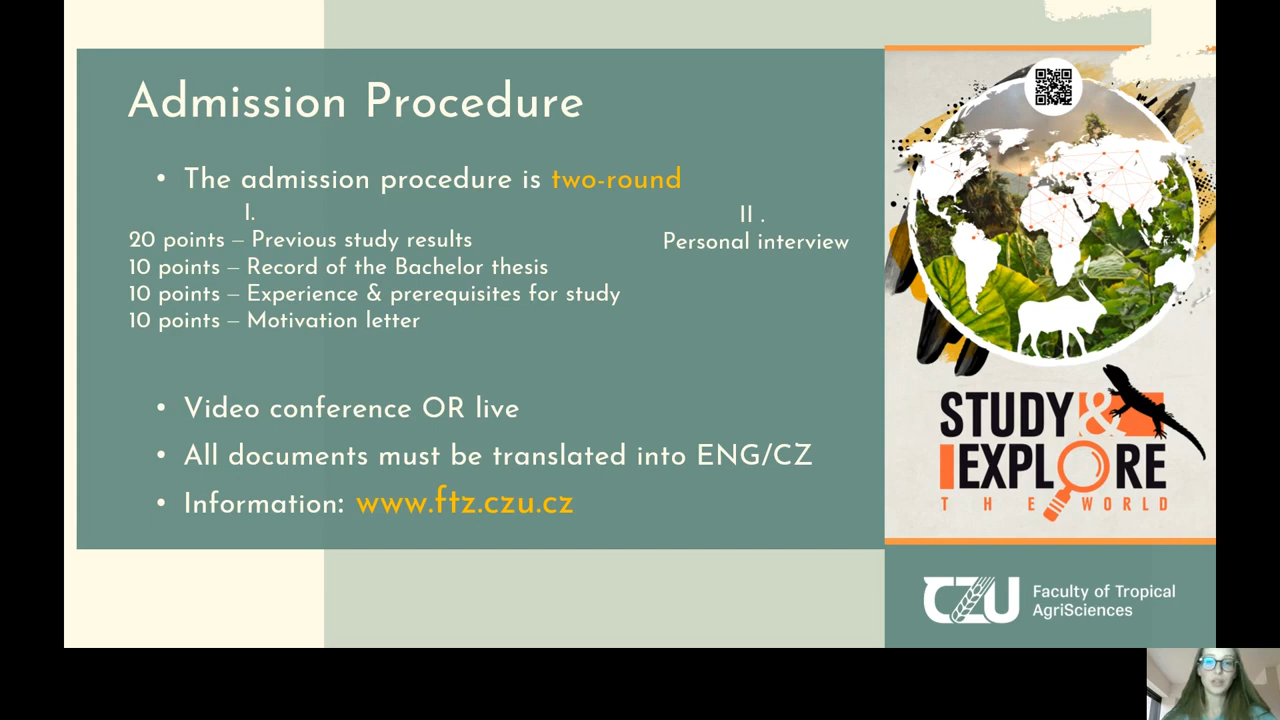 Admission Procedure
• The admission procedure is two-round
I.
20 points – Previous study results
10 points – Record of the Bachelor thesis
10 points – Experience & prerequisites for study
10 points – Motivation letter
II .
Personal interview
• Video conference OR live
• All documents must be translated into ENG/CZ
• Information: www.ftz.czu.cz
STUDY &
EXPLORE
THE WORLD
CZU
Faculty of Tropical
AgriSciences